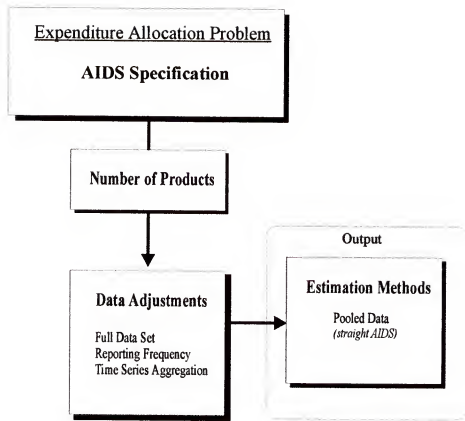 Expenditure Allocation Problem
AIDS Specification
Number of Products
Data Adjustments
Full Data Set
Reporting Frequency
Time Series Aggregation
Output
Estimation Methods
Pooled Data
(straight AIDS)